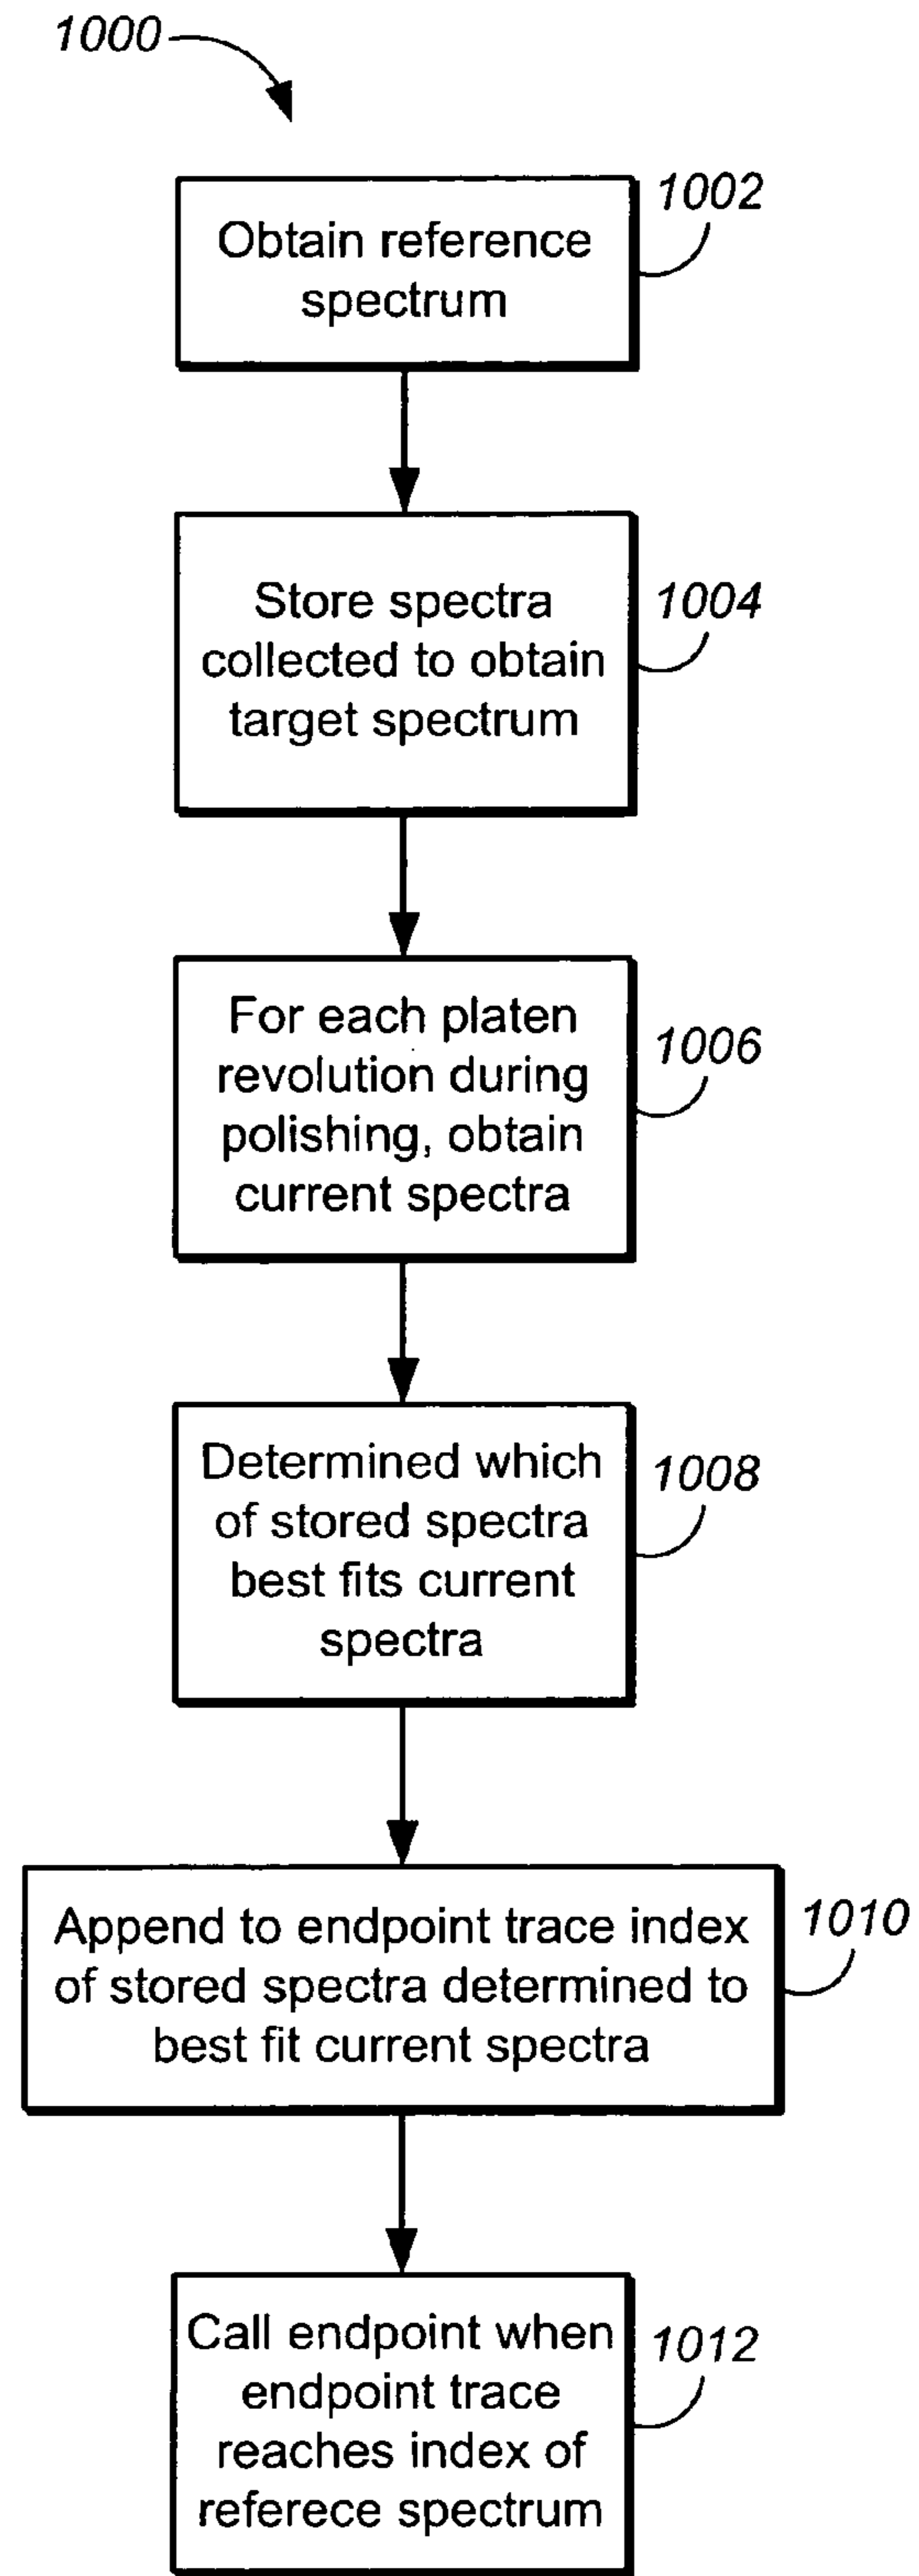 1000
1002
Obtain reference
spectrum
1004
Store spectra
collected to obtain
target spectrum
For each platen
revolution during
polishing, obtain
current spectra
1006
Determined which
of stored spectra
best fits current
spectra
1008
Append to endpoint trace index
of stored spectra determined to
best fit current spectra
1010
Call endpoint when
endpoint trace
reaches index of
referece spectrum
1012